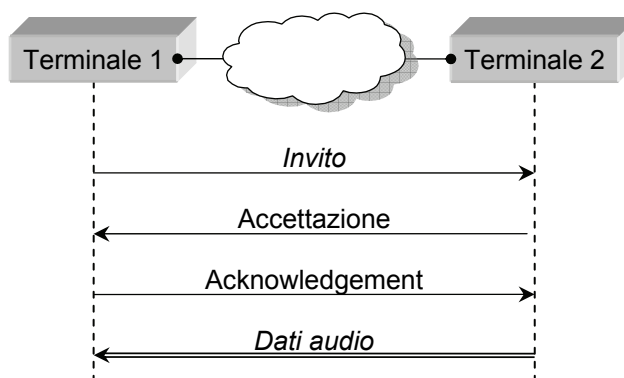 Terminale 1
Terminale 2
Invito
Accettazione
Acknowledgement
Dati audio